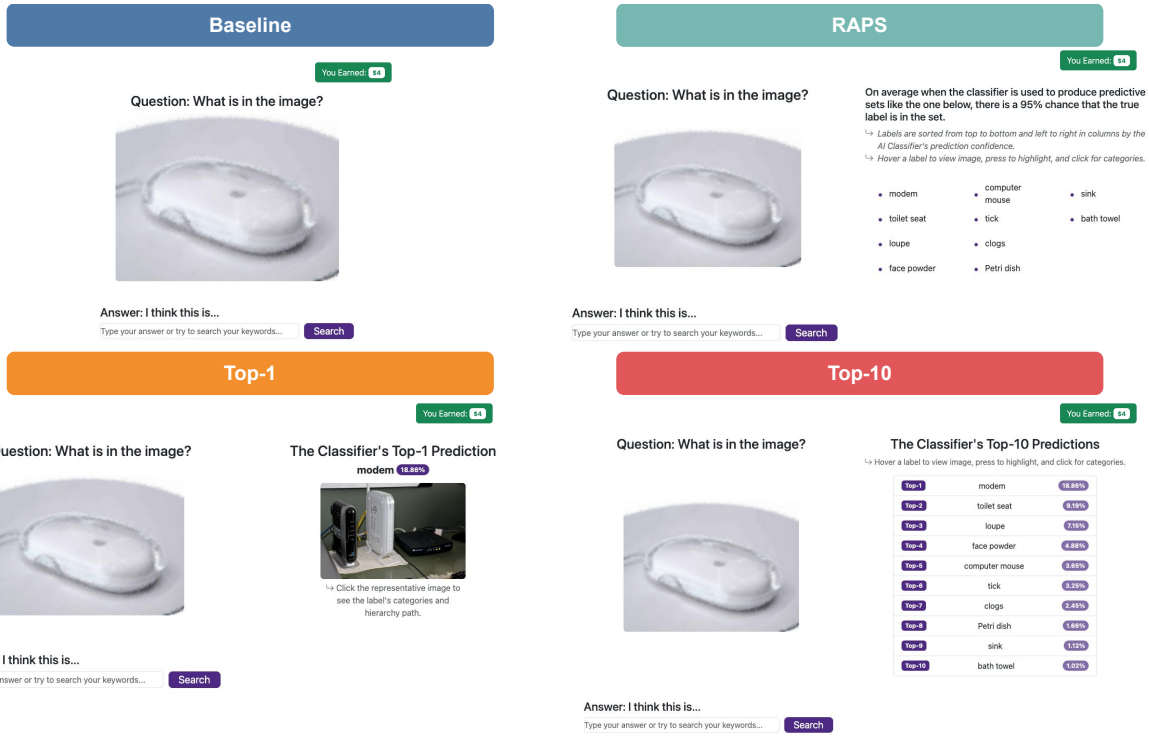 Baseline
You Earned: $4
Question: What is in the image?
Answer: I think this is...
Type your answer or try to search your keywords...
Search
RAPS
You Earned: $4
Question: What is in the image?
On average when the classifier is used to produce predictive
sets like the one below, there is a 95% chance that the true
label is in the set.
Labels are sorted from top to bottom and left to right in columns by the
AI Classifier's prediction confidence.
Hover a label to view image, press to highlight, and click for categories.
modem
toilet seat
loupe
face powder
computer
mouse
tick
clogs
Petri dish
sink
bath towel
Answer: I think this is...
Type your answer or try to search your keywords...
Search
Top-1
You Earned: $4
uestion: What is in the image?
The Classifier's Top-1 Prediction
modem 18.86%
Click the representative image to
see the label's categories and
hierarchy path.
I think this is...
nswer or try to search your keywords...
Search
Top-10
You Earned: $4
Question: What is in the image?
The Classifier's Top-10 Predictions
Hover a label to view image, press to highlight, and click for categories.
Top-1 modem 18.86%
Top-2 toilet seat 9.19%
Top-3 loupe 7.15%
Top-4 face powder 4.88%
Top-5 computer mouse 3.65%
Top-6 tick 3.25%
Top-7 clogs 2.45%
Top-8 Petri dish 1.66%
Top-9 sink 1.12%
Top-10 bath towel 1.02%
Answer: I think this is...
Type your answer or try to search your keywords...
Search